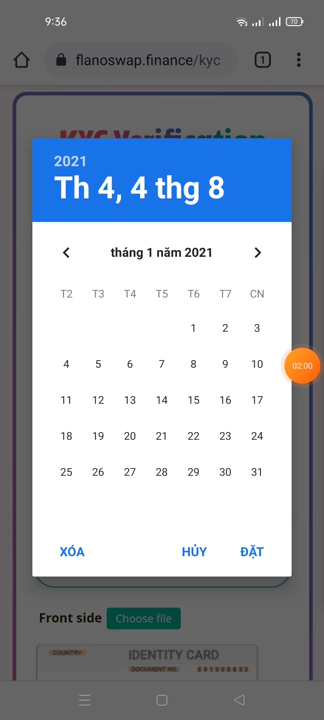 9:36
70
flanoswap.finance/kyc
1
KYC Verification
2021
Th 4, 4 thg 8
tháng 1 năm 2021
T2 T3 T4 T5 T6 T7 CN
1 2 3
4 5 6 7 8 9 10
11 12 13 14 15 16 17
18 19 20 21 22 23 24
25 26 27 28 29 30 31
02:00
XÓA HỦY ĐẶT
Front side Choose file
COUNTRY IDENTITY CARD
DOCUMENT NO.